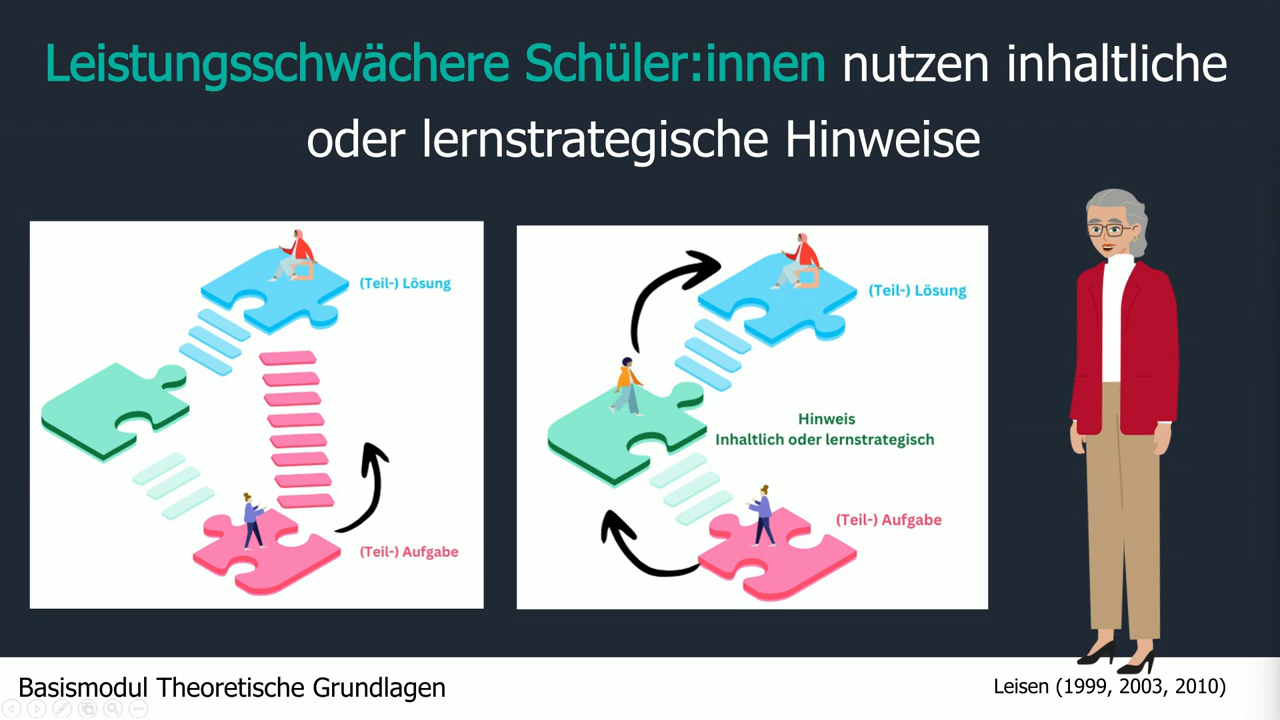 Leistungsschwächere Schüler:innen nutzen inhaltliche
oder lernstrategische Hinweise
(Teil-) Lösung
(Teil-) Aufgabe
(Teil-) Lösung
Hinweis
Inhaltlich oder lernstrategisch
(Teil-) Aufgabe
Basismodul Theoretische Grundlagen
Leisen (1999, 2003, 2010)